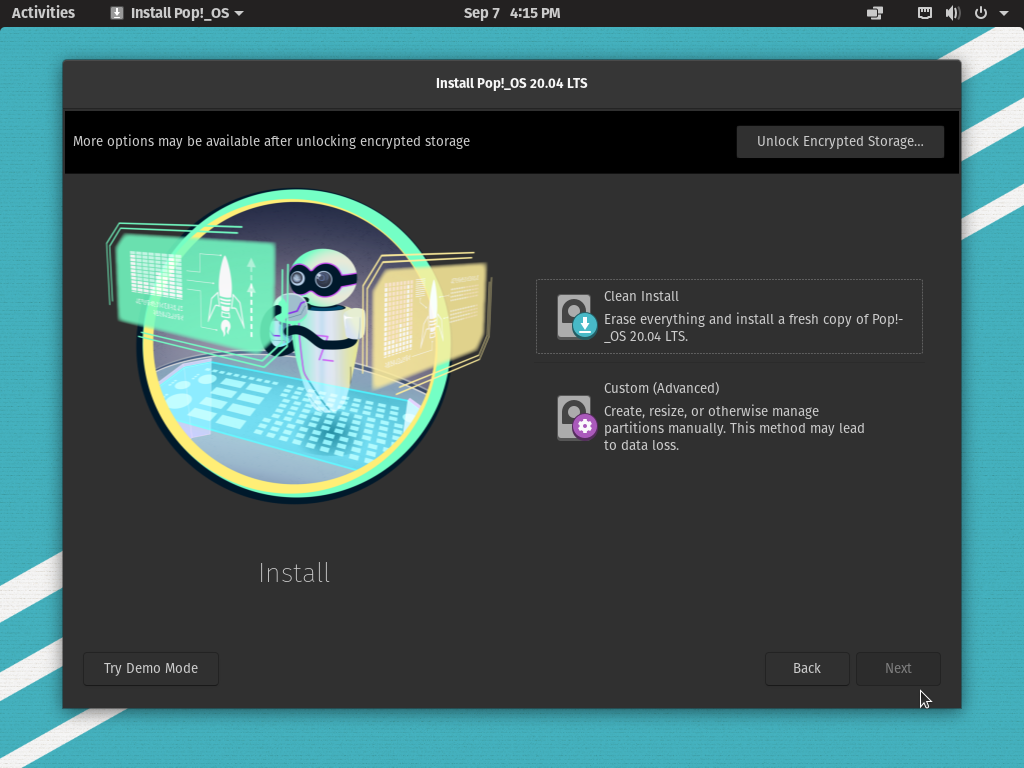 Activities
Install Pop!_OS
Sep 7 4:15 PM
Install Pop!_OS 20.04 LTS
More options may be available after unlocking encrypted storage
Unlock Encrypted Storage...
Clean Install
Erase everything and install a fresh copy of Pop!-
_OS 20.04 LTS.
Custom (Advanced)
Create, resize, or otherwise manage
partitions manually. This method may lead
to data loss.
Install
Try Demo Mode
Back
Next